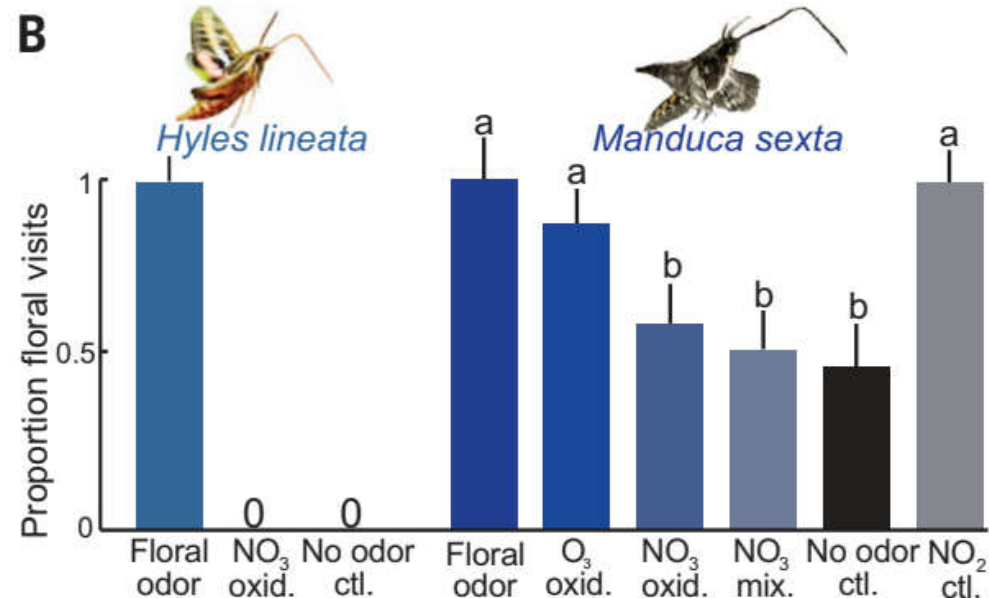 B
Hyles lineata
Manduca sexta
Proportion floral visits
1
0.5
0
0
0
a
a
b
b
b
a
Floral
odor
NO₃
oxid.
No odor
ctl.
Floral
odor
O₃
oxid.
NO₃
oxid.
NO₃
mix.
No odor
ctl.
NO₂
ctl.